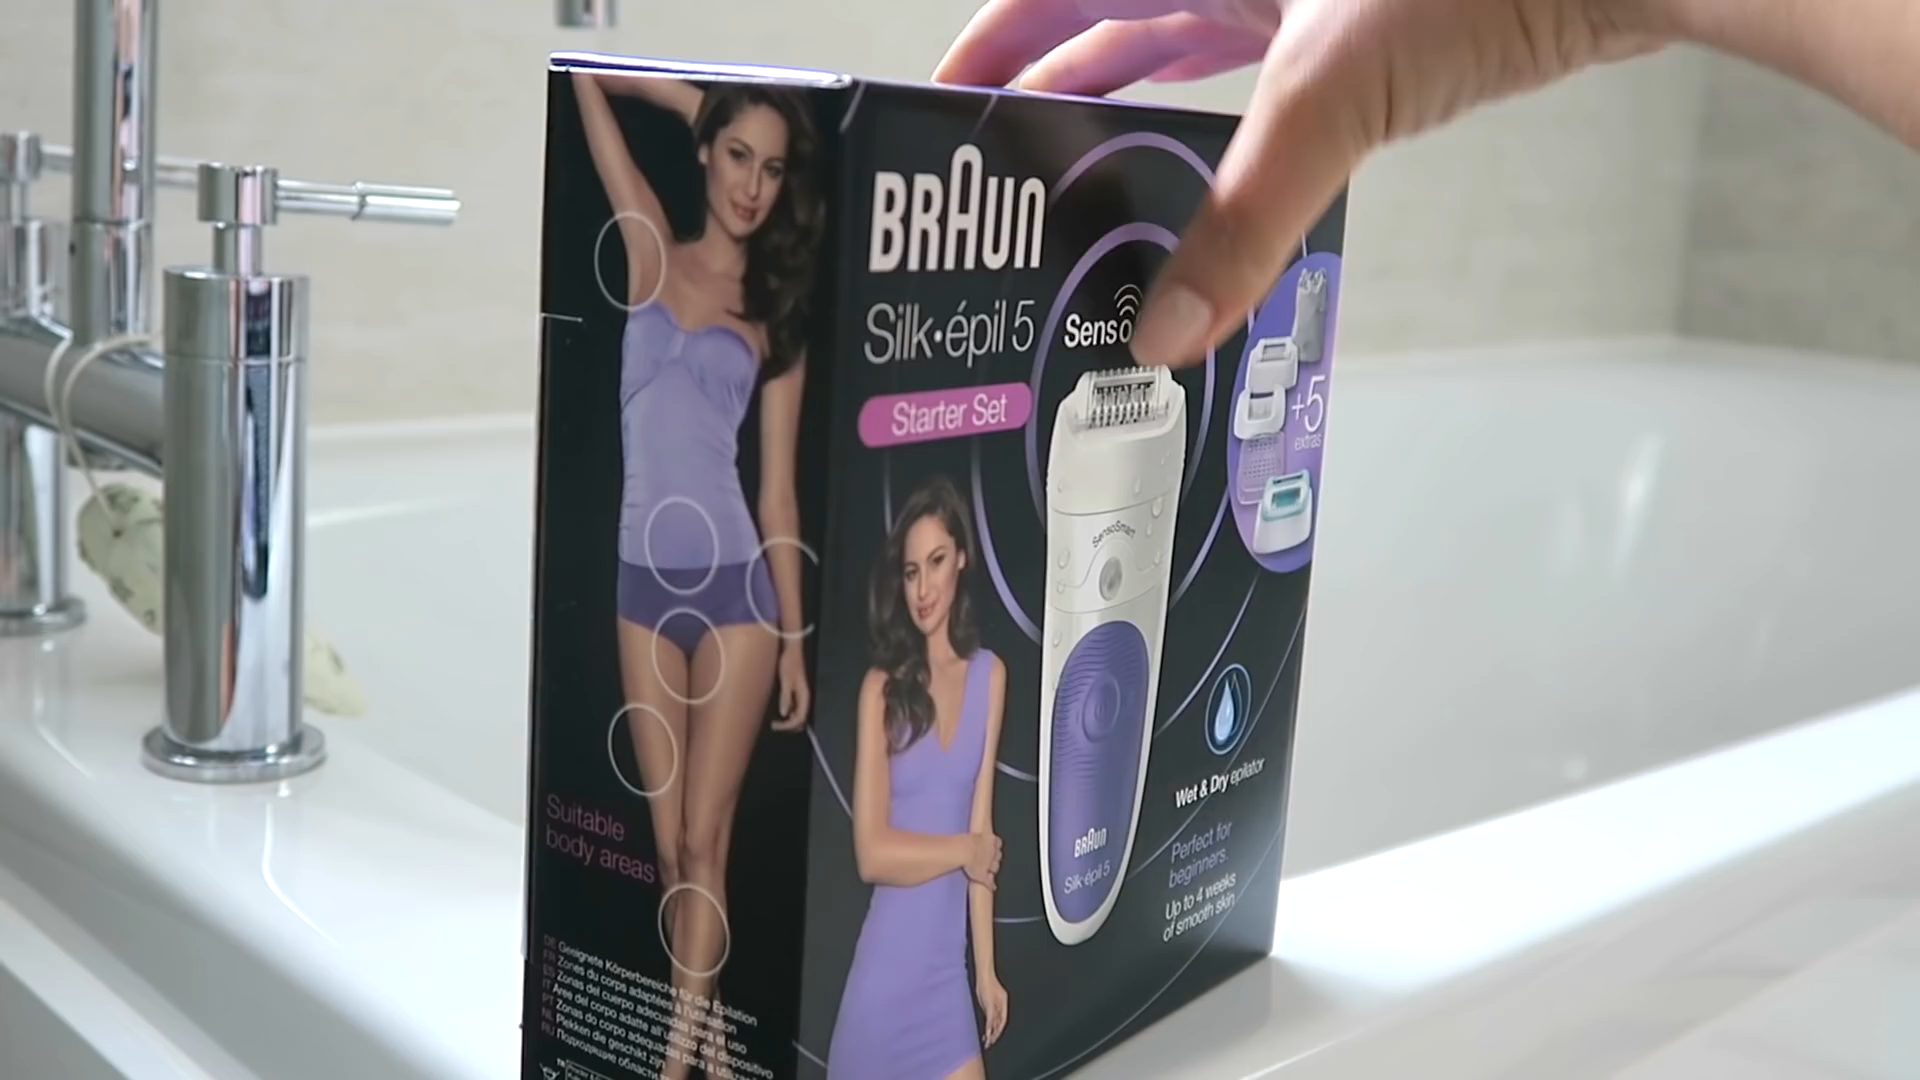 BRAUN
Silk·épil 5
Senso
Starter Set
+5
extras
SensoSmart
Wet & Dry epilator
Perfect for
beginners.
Up to 4 weeks
of smooth skin.
BRAUN
Silk·épil 5
Suitable
body areas
DE Geeignete Körperbereiche für die Epilation
FR Zones du corps adaptées à l'utilisation
ES Zonas del cuerpo adecuadas para el uso
IT Aree del corpo adatte all'utilizzo del dispositivo
PT Zonas do corpo adequadas para a
NL Plekken die geschikt zijn
RU Подходящие области